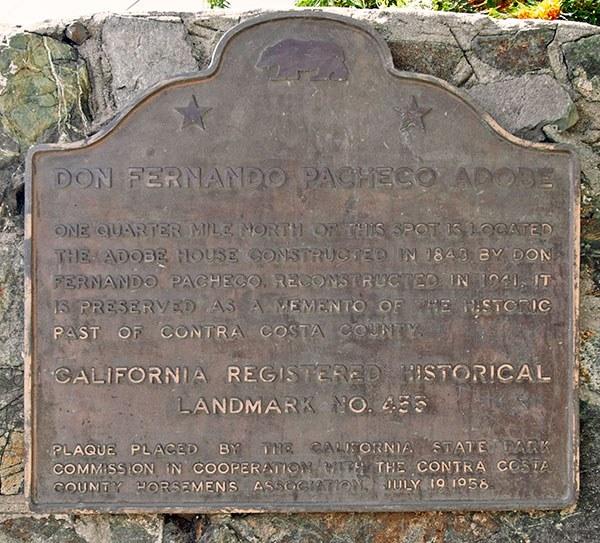 DON FERNANDO PACHECO ADOBE
ONE QUARTER MILE NORTH OF THIS SPOT IS LOCATED
THE ADOBE HOUSE CONSTRUCTED IN 1843 BY DON
FERNANDO PACHECO. RECONSTRUCTED IN 1941, IT
IS PRESERVED AS A MEMENTO OF THE HISTORIC
PAST OF CONTRA COSTA COUNTY.
CALIFORNIA REGISTERED HISTORICAL
LANDMARK NO. 455
PLAQUE PLACED BY THE CALIFORNIA STATE PARK
COMMISSION IN COOPERATION WITH THE CONTRA COSTA
COUNTY HORSEMENS ASSOCIATION, JULY 19, 1958.